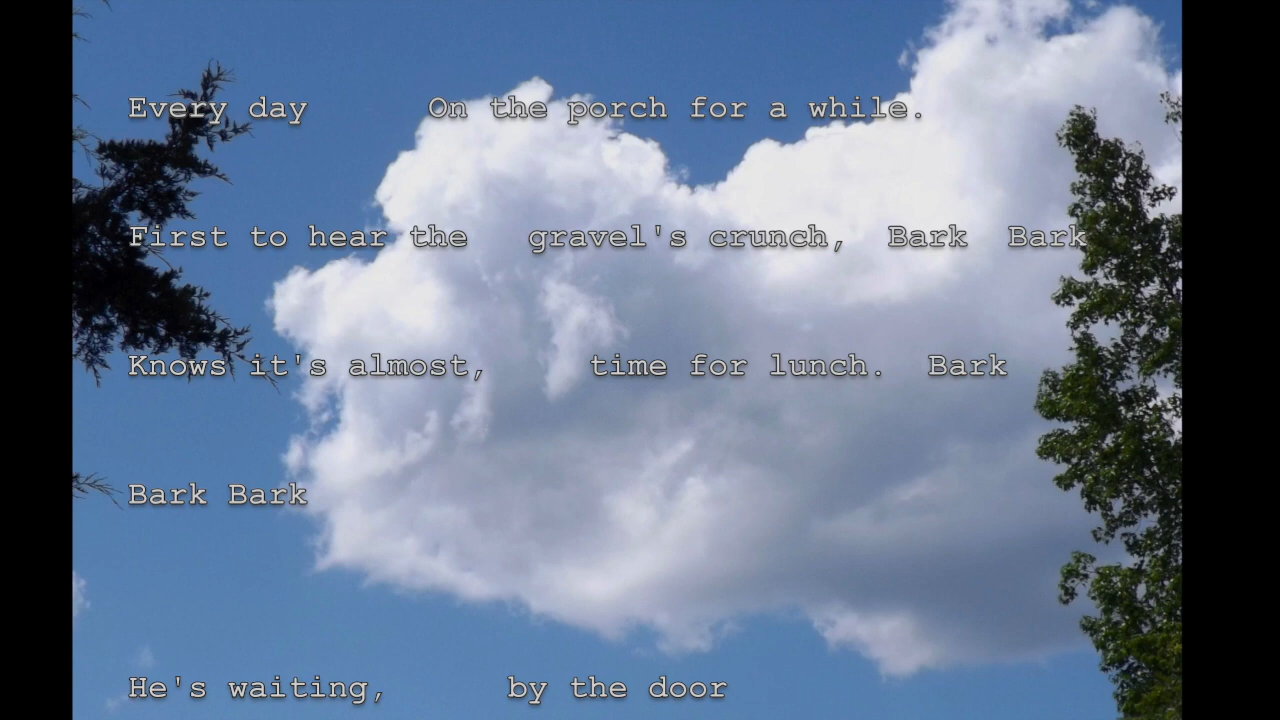 Every day      On the porch for a while.
First to hear the   gravel's crunch,  Bark  Bark
Knows it's almost,     time for lunch.  Bark
Bark Bark
He's waiting,      by the door